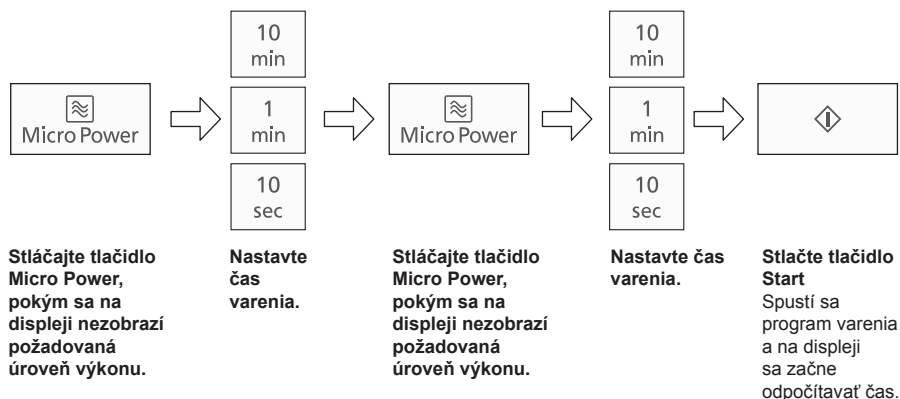 Micro Power
10
min
1
min
10
sec
Micro Power
10
min
1
min
10
sec
Stláčajte tlačidlo
Micro Power,
pokým sa na
displeji nezobrazí
požadovaná
úroveň výkonu.
Nastavte
čas
varenia.
Stláčajte tlačidlo
Micro Power,
pokým sa na
displeji nezobrazí
požadovaná
úroveň výkonu.
Nastavte čas
varenia.
Stlačte tlačidlo
Start
Spustí sa
program varenia
a na displeji
sa začne
odpočítavať čas.